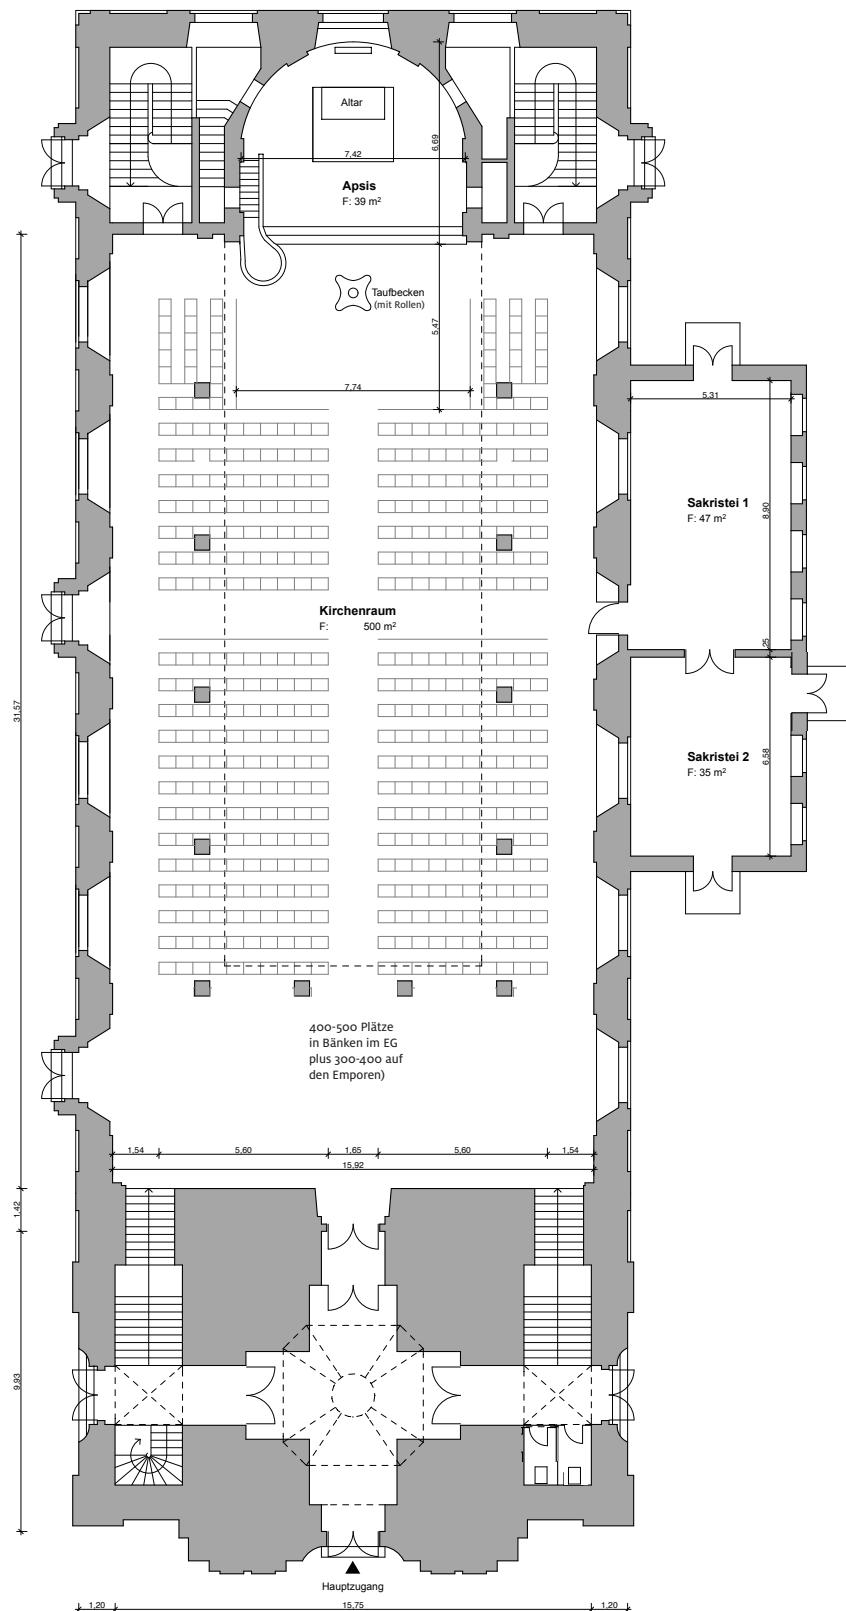 Altar
6,69
7,42
Apsis
F: 39 m²
Taufbecken
(mit Rollen)
5,47
7,74
5,31
Sakristei 1
F: 47 m²
8,90
Kirchenraum
F: 500 m²
25
31,57
Sakristei 2
F: 35 m²
6,58
400-500 Plätze
in Bänken im EG
plus 300-400 auf
den Emporen)
1,54 5,60 1,65 5,60 1,54
15,92
1,42
9,93
Hauptzugang
1,20 15,75 1,20